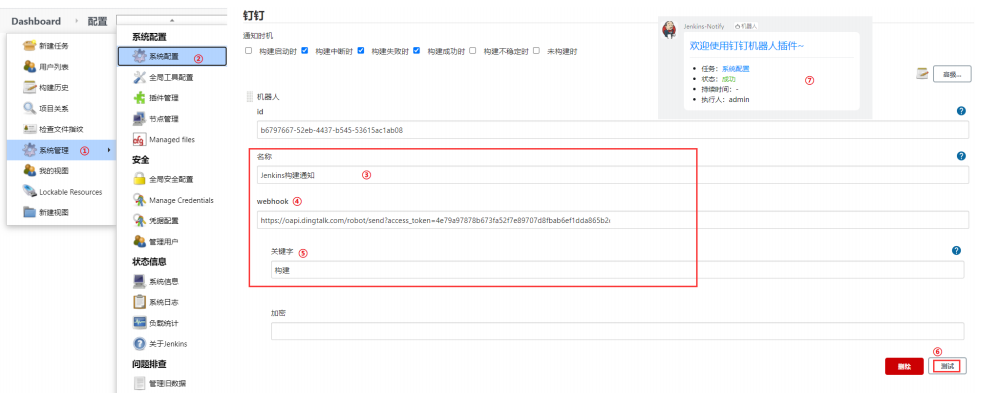 Dashboard
配置
新建任务
用户列表
构建历史
项目关系
检查文件指纹
系统管理 ①
我的视图
Lockable Resources
新建视图
系统配置
系统配置 ②
全局工具配置
插件管理
节点管理
Managed files
安全
全局安全配置
Manage Credentials
凭据配置
管理用户
状态信息
系统信息
系统日志
负载统计
关于Jenkins
问题排查
管理旧数据
钉钉
通知时机
构建启动时 构建中断时 构建失败时 构建成功时 构建不稳定时 未构建时
Jenkins-Notify 机器人
欢迎使用钉钉机器人插件~
任务: 系统配置
状态: 成功 ⑦
持续时间: -
执行人: admin
机器人
id
b6797667-52eb-4437-b545-53615ac1ab08
名称
Jenkins构建通知 ③
webhook ④
https://oapi.dingtalk.com/robot/send?access_token=4e79a97878b673fa52f7e89707d8fbab6ef1dda865b2
关键字 ⑤
构建
加密
⑥
删除 测试